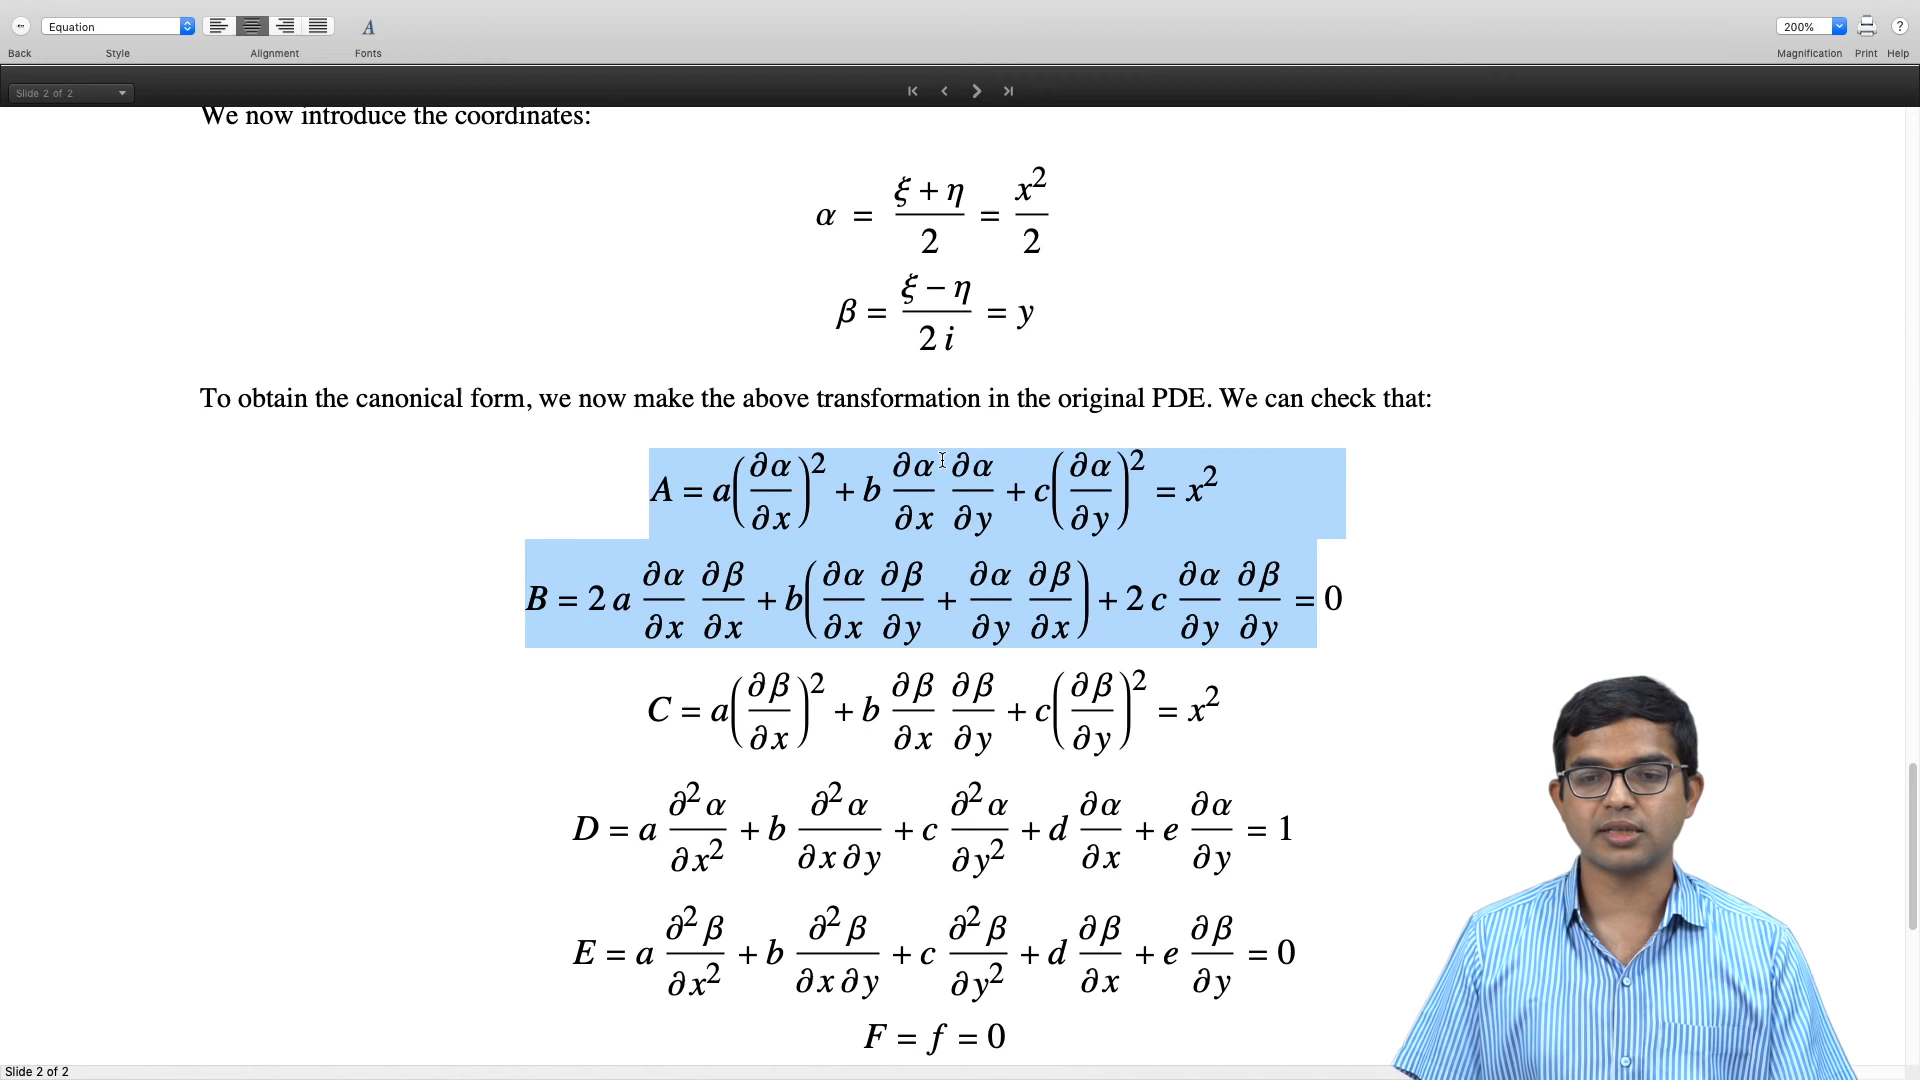 Equation
200%
Back Style Alignment Fonts Magnification Print Help
Slide 2 of 2
We now introduce the coordinates:
α = (ξ + η)/2 = x²/2
β = (ξ − η)/(2 i) = y
To obtain the canonical form, we now make the above transformation in the original PDE. We can check that:
A = a(∂α/∂x)² + b ∂α/∂x ∂α/∂y + c(∂α/∂y)² = x²
B = 2 a ∂α/∂x ∂β/∂x + b(∂α/∂x ∂β/∂y + ∂α/∂y ∂β/∂x) + 2 c ∂α/∂y ∂β/∂y = 0
C = a(∂β/∂x)² + b ∂β/∂x ∂β/∂y + c(∂β/∂y)² = x²
D = a ∂²α/∂x² + b ∂²α/∂x ∂y + c ∂²α/∂y² + d ∂α/∂x + e ∂α/∂y = 1
E = a ∂²β/∂x² + b ∂²β/∂x ∂y + c ∂²β/∂y² + d ∂β/∂x + e ∂β/∂y = 0
F = f = 0
Slide 2 of 2